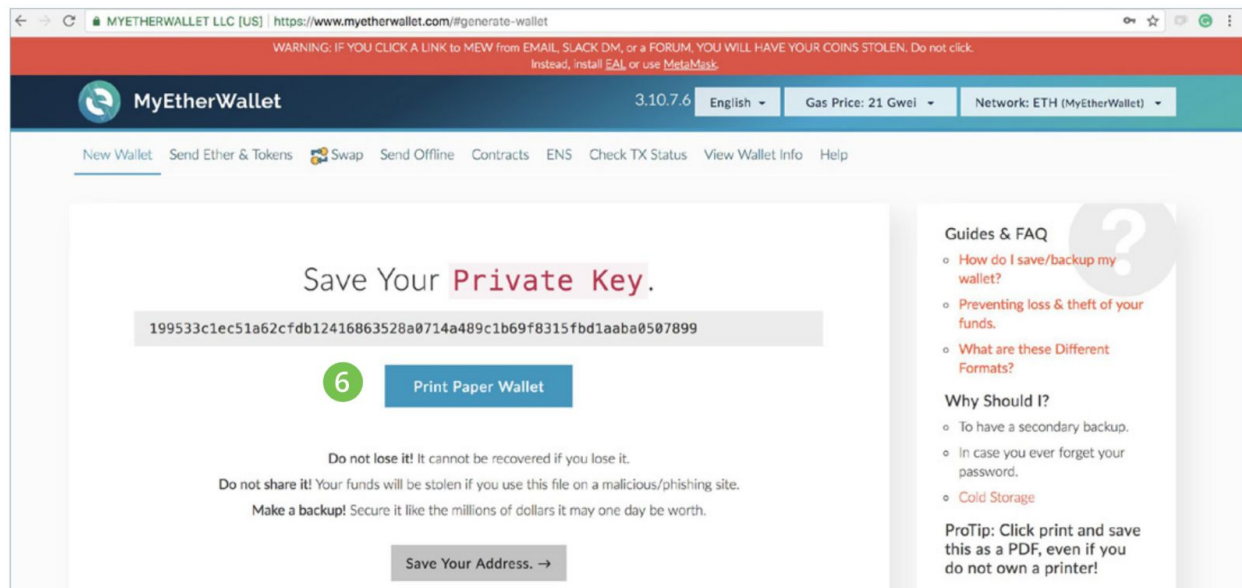 MYETHERWALLET LLC [US] https://www.myetherwallet.com/#generate-wallet
WARNING: IF YOU CLICK A LINK to MEW from EMAIL, SLACK DM, or a FORUM, YOU WILL HAVE YOUR COINS STOLEN. Do not click.
Instead, install EAL or use MetaMask.
MyEtherWallet
3.10.7.6 English Gas Price: 21 Gwei Network: ETH (MyEtherWallet)
New Wallet Send Ether & Tokens Swap Send Offline Contracts ENS Check TX Status View Wallet Info Help
Save Your Private Key.
199533c1ec51a62cfdb12416863528a0714a489c1b69f8315fbd1aaba0507899
6 Print Paper Wallet
Do not lose it! It cannot be recovered if you lose it.
Do not share it! Your funds will be stolen if you use this file on a malicious/phishing site.
Make a backup! Secure it like the millions of dollars it may one day be worth.
Save Your Address. →
Guides & FAQ
How do I save/backup my
wallet?
Preventing loss & theft of your
funds.
What are these Different
Formats?
Why Should I?
To have a secondary backup.
In case you ever forget your
password.
Cold Storage
ProTip: Click print and save
this as a PDF, even if you
do not own a printer!